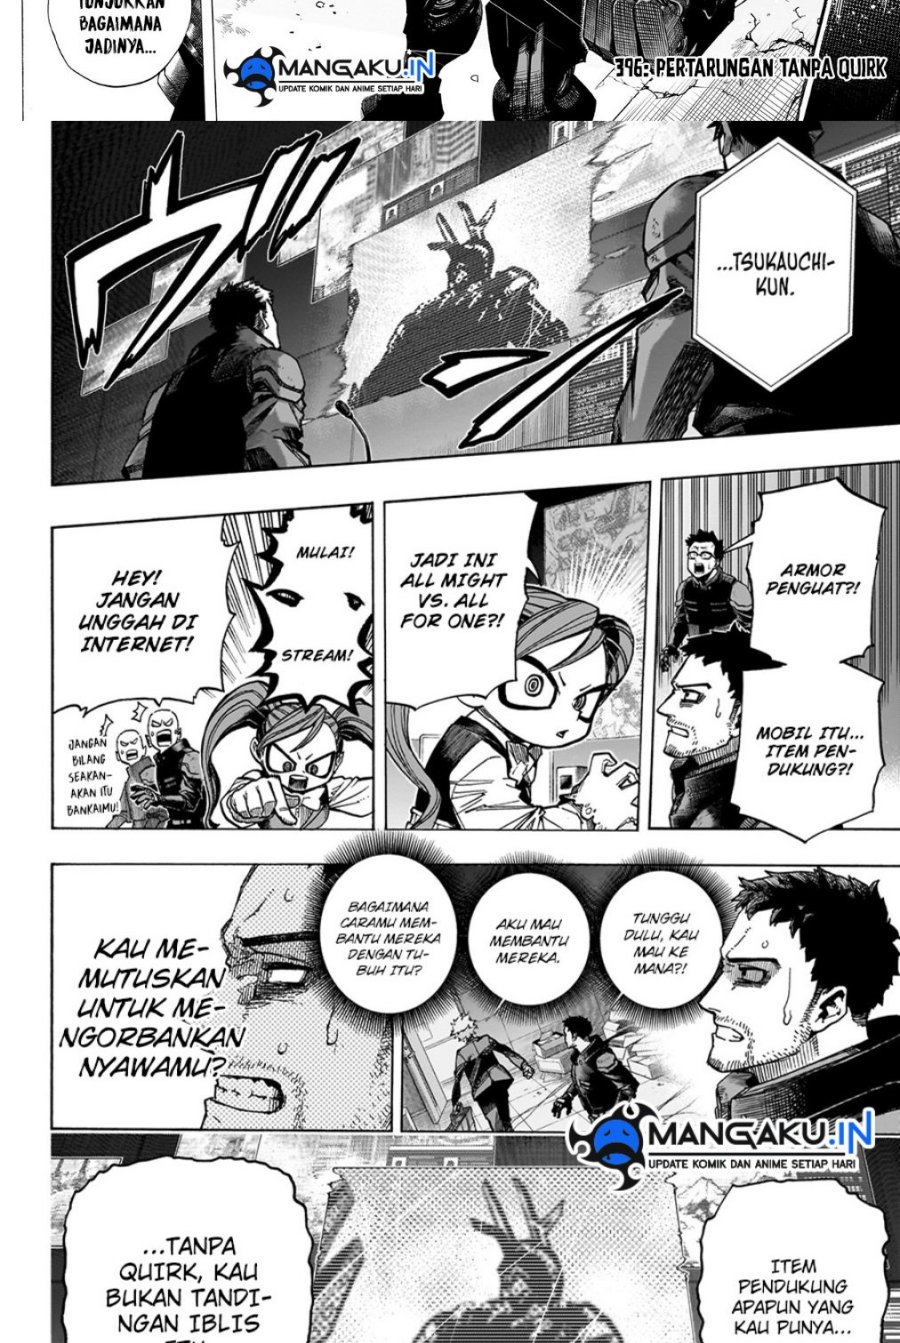 TUNJUKKAN
BAGAIMANA
JADINYA...
MANGAKU.IN
UPDATE KOMIK DAN ANIME SETIAP HARI
396: PERTARUNGAN TANPA QUIRK
...TSUKAUCHI-
KUN.
ARMOR
PENGUAT?!
MOBIL ITU...
ITEM PEN-
DUKUNG?!
JADI INI
ALL MIGHT
VS. ALL
FOR ONE?!
MULAI!
STREAM!
HEY!
JANGAN
UNGGAH DI
INTERNET!
JANGAN
BILANG
SEAKAN-
AKAN ITU
BANKAIMU!
TUNGGU
DULU, KAU
MAU KE
MANA?!
AKU MAU
MEMBANTU
MEREKA.
BAGAIMANA
CARAMU MEM-
BANTU MEREKA
DENGAN TU-
BUH ITU?
KAU ME-
MUTUSKAN
UNTUK ME-
NGORBANKAN
NYAWAMU?
MANGAKU.IN
UPDATE KOMIK DAN ANIME SETIAP HARI
ITEM
PENDUKUNG
APAPUN YANG
KAU PUNYA...
...TANPA
QUIRK, KAU
BUKAN TANDI-
NGAN IBLIS